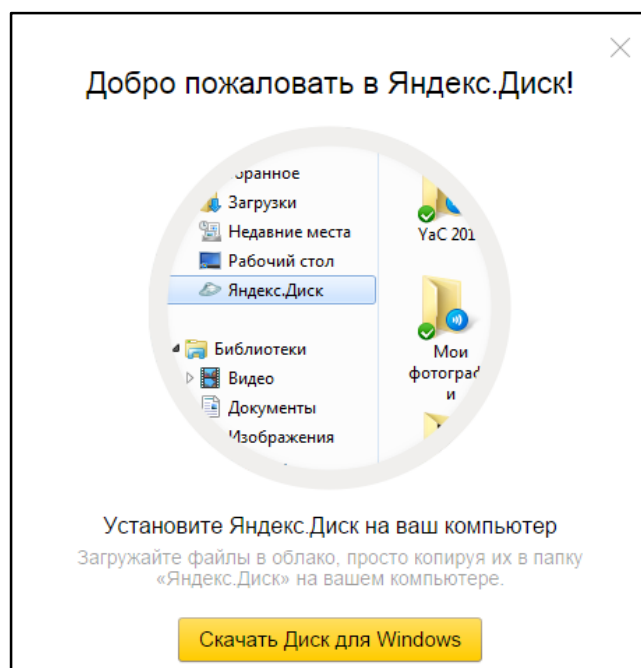 Добро пожаловать в Яндекс.Диск!
Загрузки
Недавние места
Рабочий стол
Яндекс.Диск
Библиотеки
Видео
Документы
Изображения
YaC 201
Мои
фотограф
и
Установите Яндекс.Диск на ваш компьютер
Загружайте файлы в облако, просто копируя их в папку
«Яндекс.Диск» на вашем компьютере.
Скачать Диск для Windows